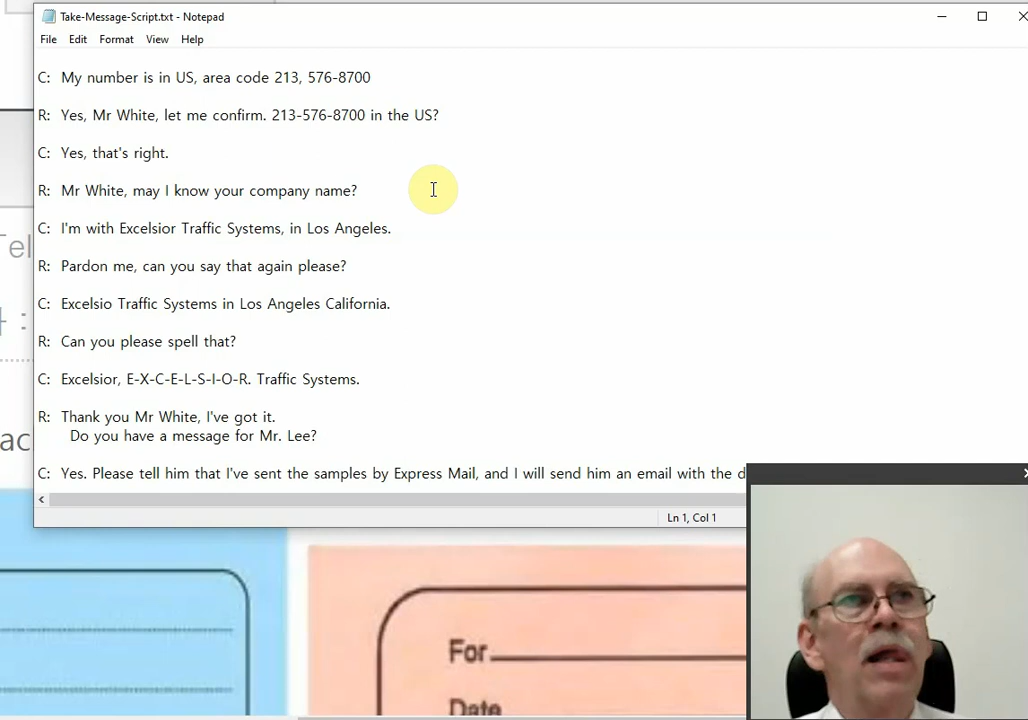 Take-Message-Script.txt - Notepad
File Edit Format View Help
C: My number is in US, area code 213, 576-8700
R: Yes, Mr White, let me confirm. 213-576-8700 in the US?
C: Yes, that's right.
R: Mr White, may I know your company name?
C: I'm with Excelsior Traffic Systems, in Los Angeles.
Tel
R: Pardon me, can you say that again please?
C: Excelsio Traffic Systems in Los Angeles California.
R: Can you please spell that?
C: Excelsior, E-X-C-E-L-S-I-O-R. Traffic Systems.
R: Thank you Mr White, I've got it.
Do you have a message for Mr. Lee?
ac
C: Yes. Please tell him that I've sent the samples by Express Mail, and I will send him an email with the d
Ln 1, Col 1
For
Date